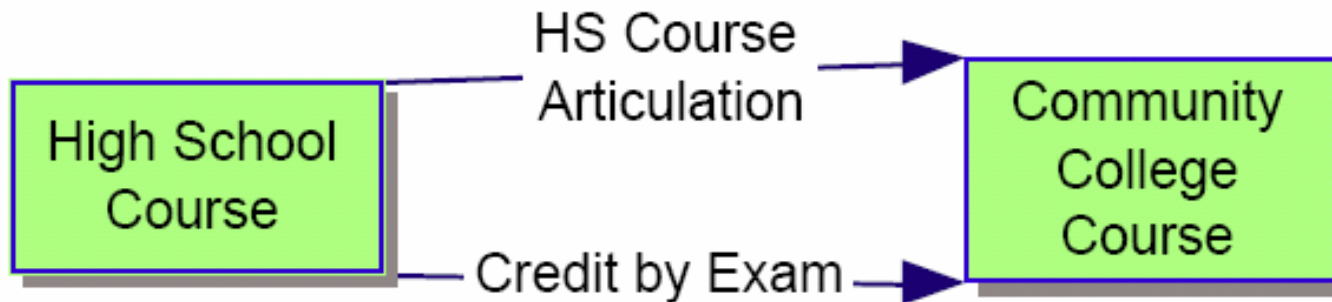 High School
Course
HS Course
Articulation
Credit by Exam
Community
College
Course